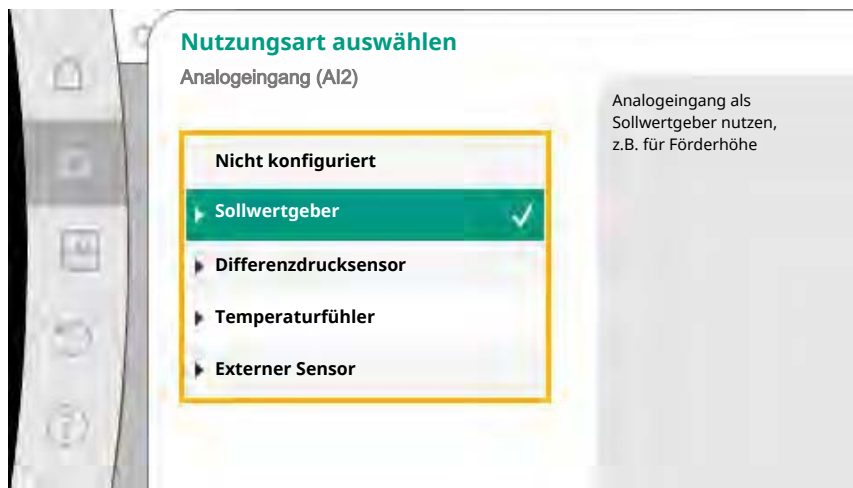 Nutzungsart auswählen
Analogeingang (AI2)
Nicht konfiguriert
Sollwertgeber
Differenzdrucksensor
Temperaturfühler
Externer Sensor
Analogeingang als
Sollwertgeber nutzen,
z.B. für Förderhöhe